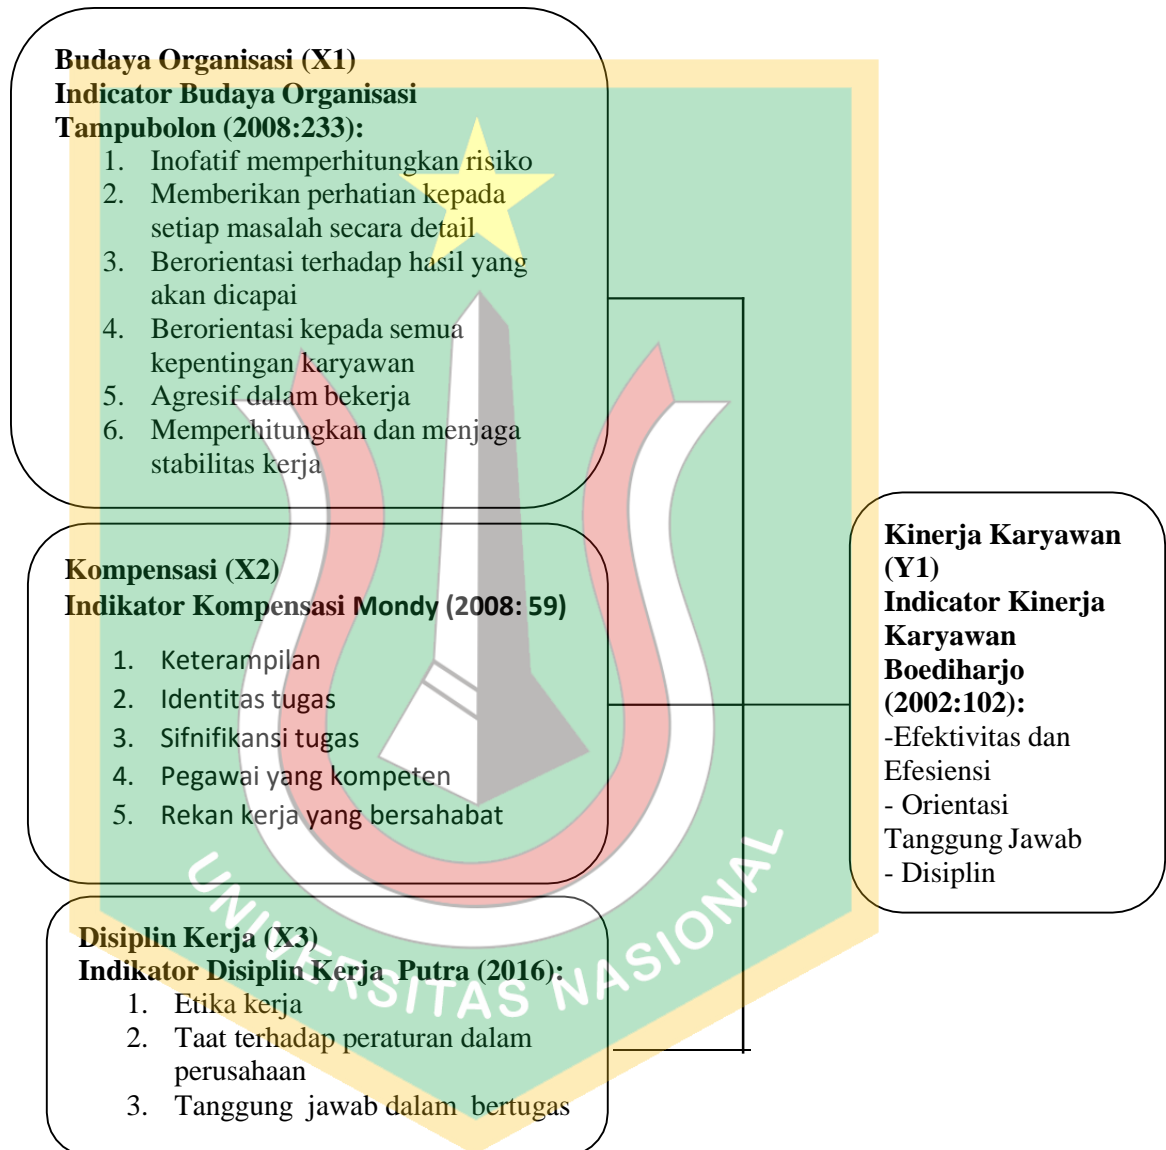 Budaya Organisasi (X1)
Indicator Budaya Organisasi
Tampubolon (2008:233):
1. Inofatif memperhitungkan risiko
2. Memberikan perhatian kepada
setiap masalah secara detail
3. Berorientasi terhadap hasil yang
akan dicapai
4. Berorientasi kepada semua
kepentingan karyawan
5. Agresif dalam bekerja
6. Memperhitungkan dan menjaga
stabilitas kerja
Kompensasi (X2)
Indikator Kompensasi Mondy (2008: 59)
1. Keterampilan
2. Identitas tugas
3. Sifnifikansi tugas
4. Pegawai yang kompeten
5. Rekan kerja yang bersahabat
Disiplin Kerja (X3)
Indikator Disiplin Kerja Putra (2016):
1. Etika kerja
2. Taat terhadap peraturan dalam
perusahaan
3. Tanggung jawab dalam bertugas
Kinerja Karyawan
(Y1)
Indicator Kinerja
Karyawan
Boediharjo
(2002:102):
-Efektivitas dan
Efesiensi
- Orientasi
Tanggung Jawab
- Disiplin
UNIVERSITAS NASIONAL